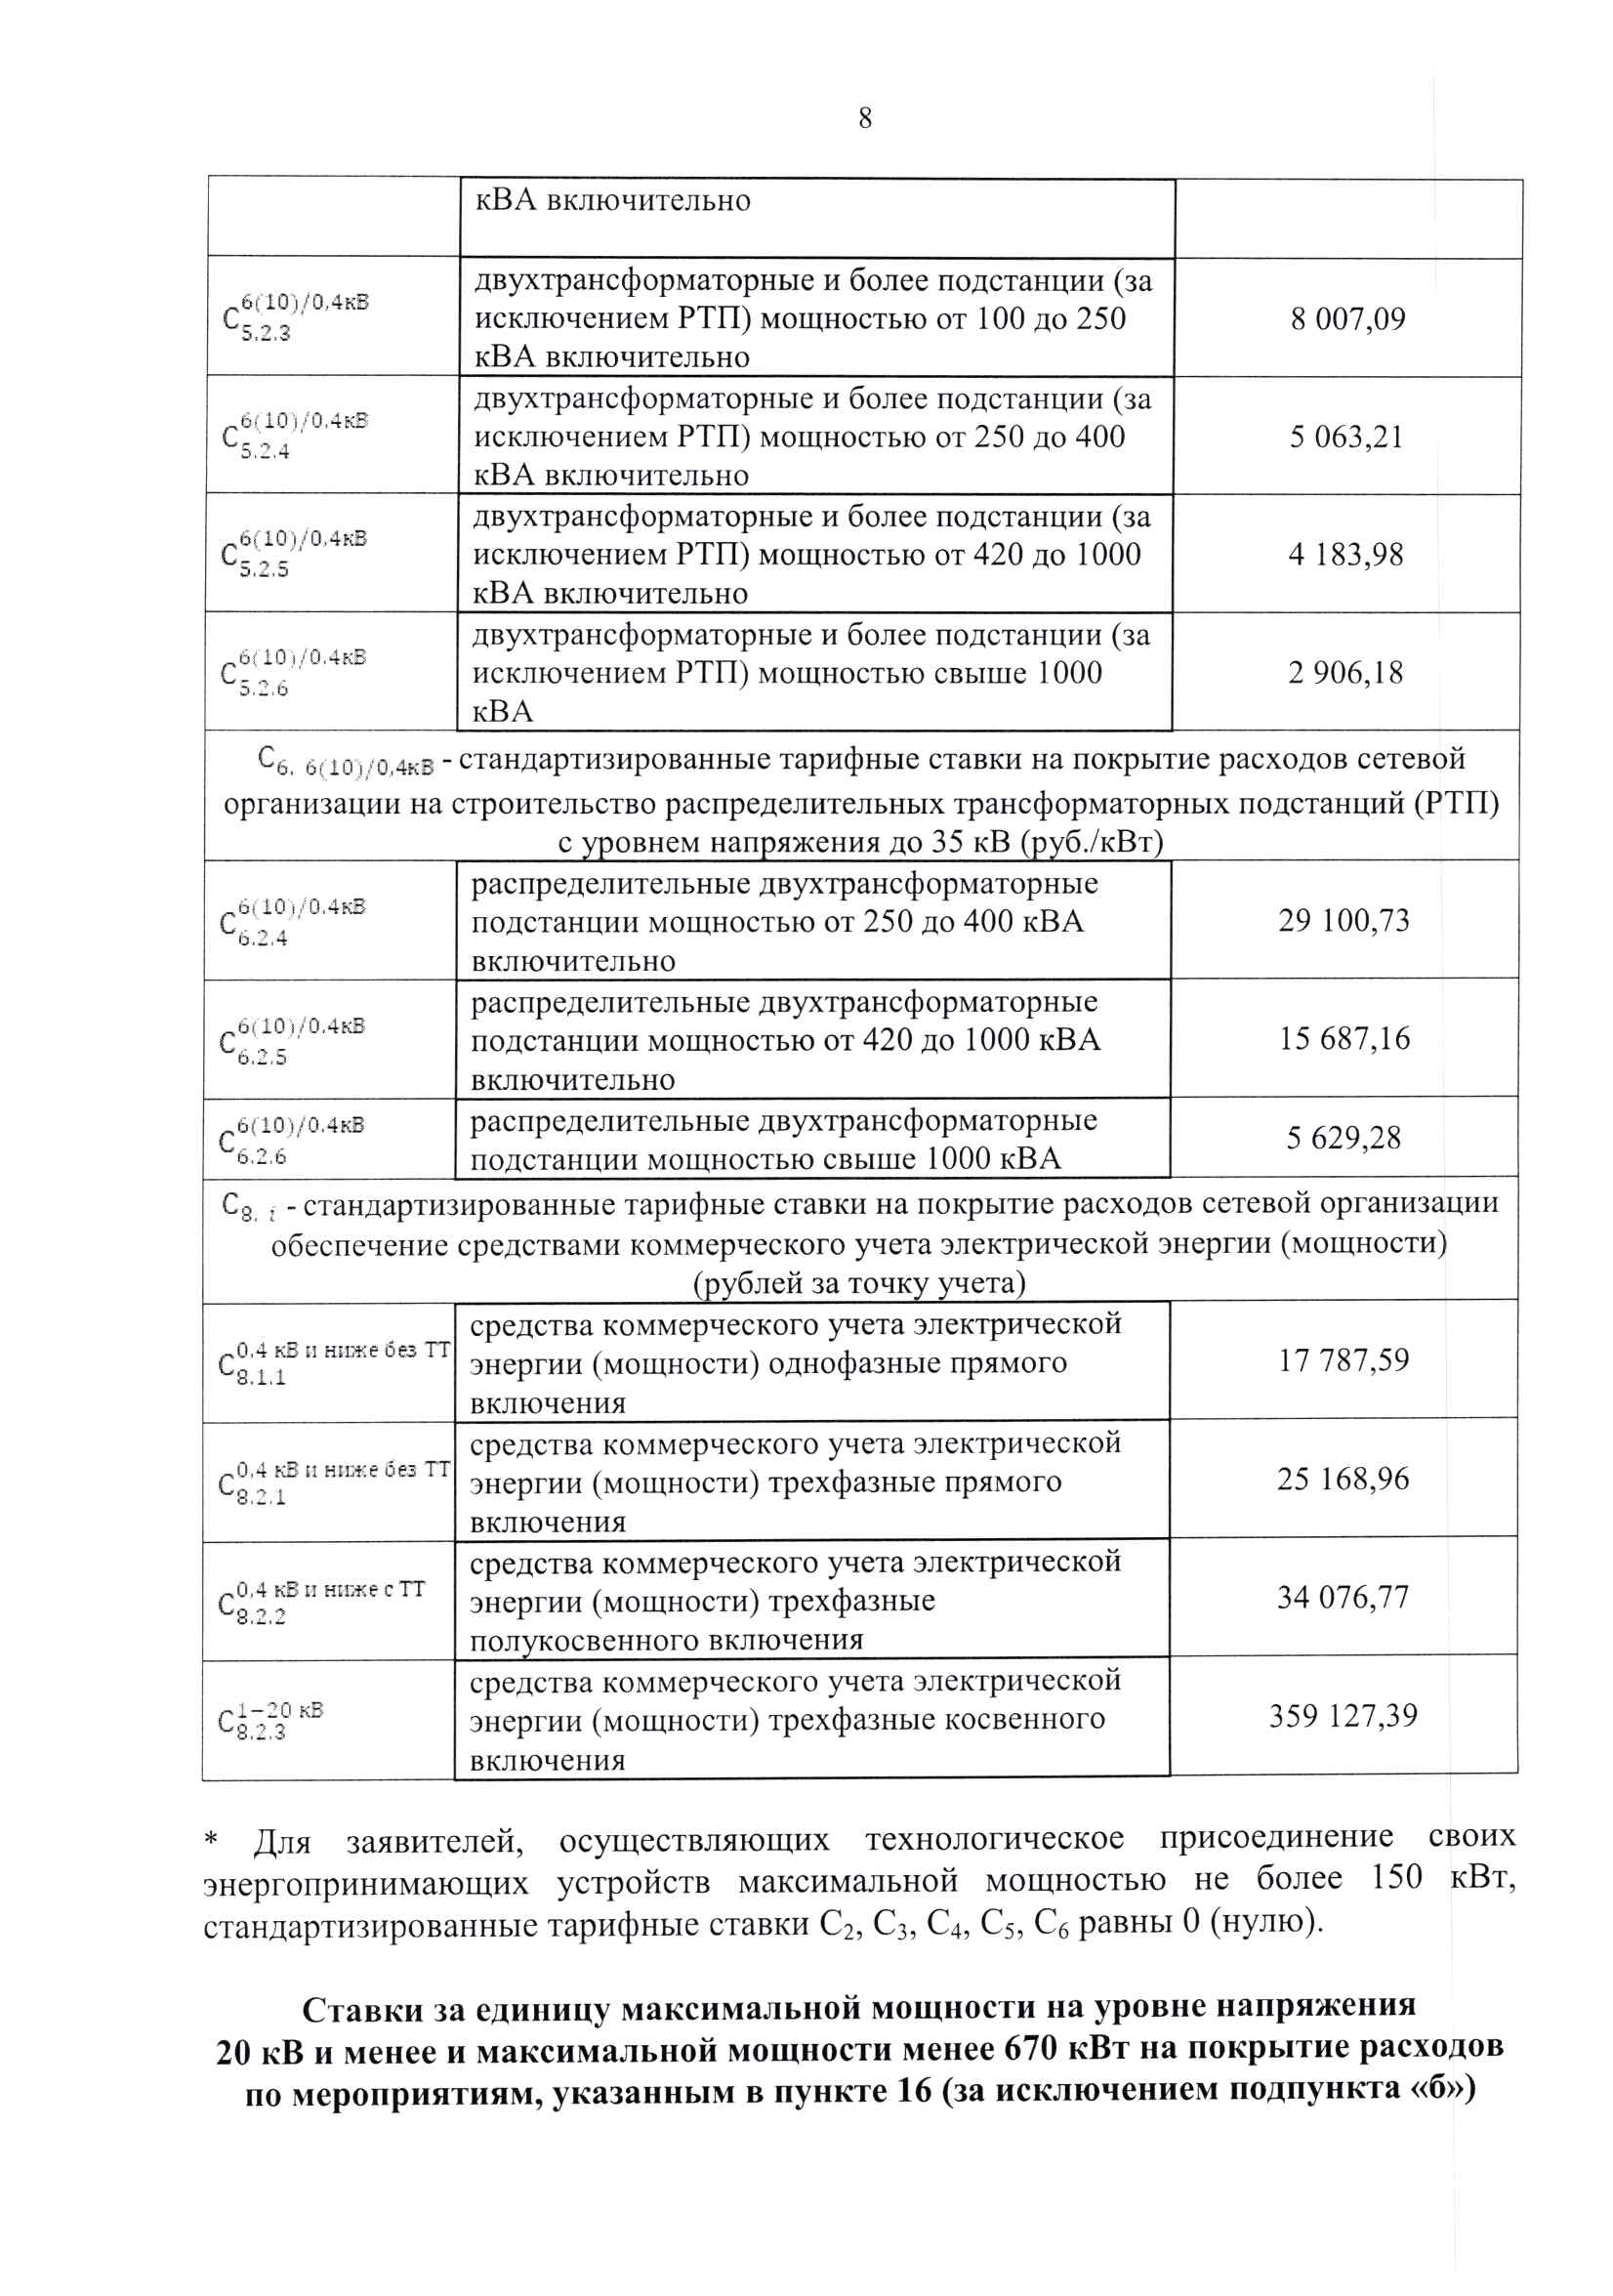 8
кВА включительно
С 6(10)/0,4кВ 5.2.3
двухтрансформаторные и более подстанции (за
исключением РТП) мощностью от 100 до 250
кВА включительно
8 007,09
С 6(10)/0,4кВ 5.2.4
двухтрансформаторные и более подстанции (за
исключением РТП) мощностью от 250 до 400
кВА включительно
5 063,21
С 6(10)/0,4кВ 5.2.5
двухтрансформаторные и более подстанции (за
исключением РТП) мощностью от 420 до 1000
кВА включительно
4 183,98
С 6(10)/0,4кВ 5.2.6
двухтрансформаторные и более подстанции (за
исключением РТП) мощностью свыше 1000
кВА
2 906,18
С6. 6(10)/0,4кВ - стандартизированные тарифные ставки на покрытие расходов сетевой
организации на строительство распределительных трансформаторных подстанций (РТП)
с уровнем напряжения до 35 кВ (руб./кВт)
С 6(10)/0,4кВ 6.2.4
распределительные двухтрансформаторные
подстанции мощностью от 250 до 400 кВА
включительно
29 100,73
С 6(10)/0,4кВ 6.2.5
распределительные двухтрансформаторные
подстанции мощностью от 420 до 1000 кВА
включительно
15 687,16
С 6(10)/0,4кВ 6.2.6
распределительные двухтрансформаторные
подстанции мощностью свыше 1000 кВА
5 629,28
С8. i - стандартизированные тарифные ставки на покрытие расходов сетевой организации
обеспечение средствами коммерческого учета электрической энергии (мощности)
(рублей за точку учета)
С 0,4 кВ и ниже без ТТ 8.1.1
средства коммерческого учета электрической
энергии (мощности) однофазные прямого
включения
17 787,59
С 0,4 кВ и ниже без ТТ 8.2.1
средства коммерческого учета электрической
энергии (мощности) трехфазные прямого
включения
25 168,96
С 0,4 кВ и ниже с ТТ 8.2.2
средства коммерческого учета электрической
энергии (мощности) трехфазные
полукосвенного включения
34 076,77
С 1−20 кВ 8.2.3
средства коммерческого учета электрической
энергии (мощности) трехфазные косвенного
включения
359 127,39
* Для заявителей, осуществляющих технологическое присоединение своих
энергопринимающих устройств максимальной мощностью не более 150 кВт,
стандартизированные тарифные ставки С2, С3, С4, С5, С6 равны 0 (нулю).
Ставки за единицу максимальной мощности на уровне напряжения
20 кВ и менее и максимальной мощности менее 670 кВт на покрытие расходов
по мероприятиям, указанным в пункте 16 (за исключением подпункта «б»)